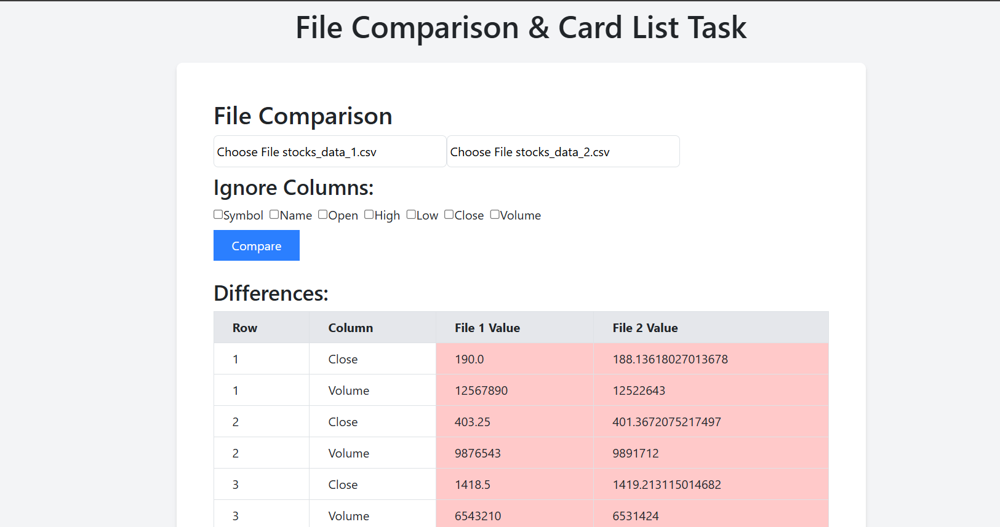 File Comparison & Card List Task
File Comparison
Choose File stocks_data_1.csv Choose File stocks_data_2.csv
Ignore Columns:
Symbol Name Open High Low Close Volume
Compare
Differences:
Row Column File 1 Value File 2 Value
1 Close 190.0 188.13618027013678
1 Volume 12567890 12522643
2 Close 403.25 401.3672075217497
2 Volume 9876543 9891712
3 Close 1418.5 1419.213115014682
3 Volume 6543210 6531424